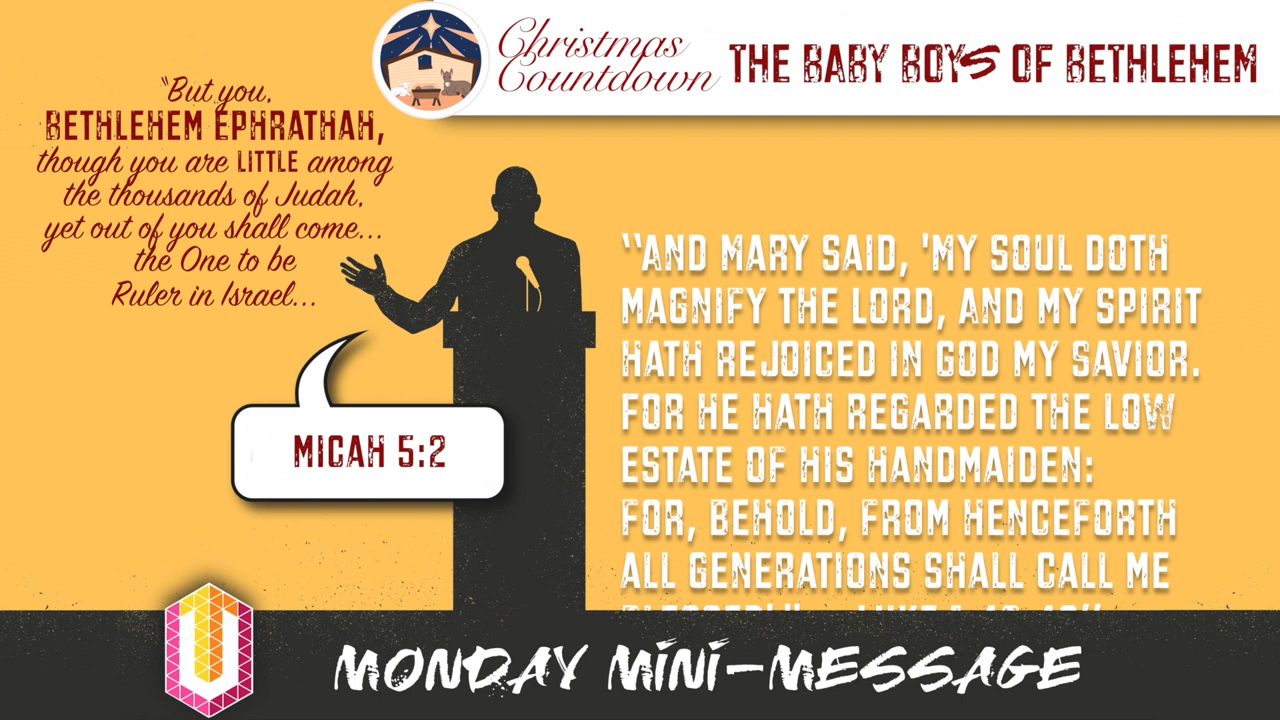 Christmas
Countdown
THE BABY BOYS OF BETHLEHEM
"But you,
BETHLEHEM EPHRATHAH,
though you are LITTLE among
the thousands of Judah,
yet out of you shall come...
the One to be
Ruler in Israel...
MICAH 5:2
"AND MARY SAID, 'MY SOUL DOTH
MAGNIFY THE LORD, AND MY SPIRIT
HATH REJOICED IN GOD MY SAVIOR.
FOR HE HATH REGARDED THE LOW
ESTATE OF HIS HANDMAIDEN:
FOR, BEHOLD, FROM HENCEFORTH
ALL GENERATIONS SHALL CALL ME
U
MONDAY MINI-MESSAGE